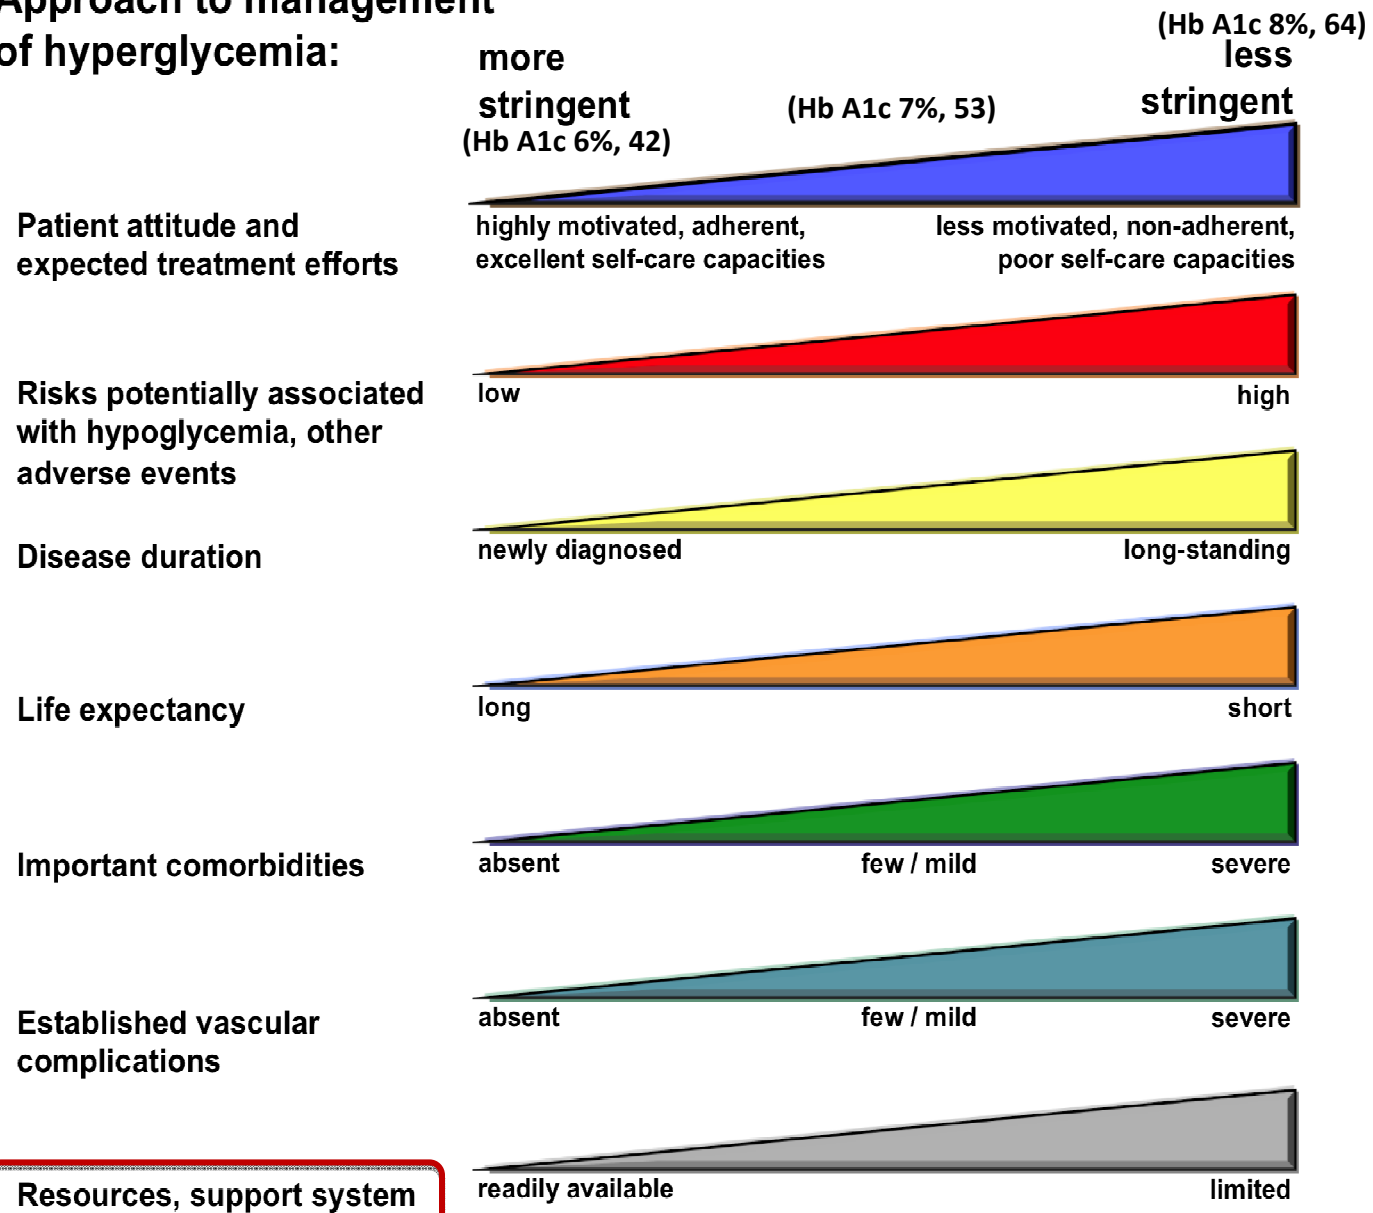 Approach to management
of hyperglycemia:
(Hb A1c 8%, 64)
more
stringent
(Hb A1c 6%, 42)
(Hb A1c 7%, 53)
less
stringent
Patient attitude and
expected treatment efforts
highly motivated, adherent,
excellent self-care capacities
less motivated, non-adherent,
poor self-care capacities
Risks potentially associated
with hypoglycemia, other
adverse events
low
high
Disease duration
newly diagnosed
long-standing
Life expectancy
long
short
Important comorbidities
absent
few / mild
severe
Established vascular
complications
absent
few / mild
severe
Resources, support system
readily available
limited